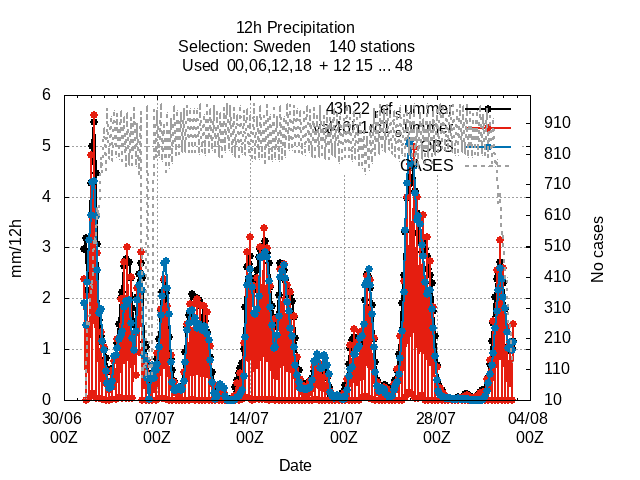 12h Precipitation
Selection: Sweden 140 stations
Used 00,06,12,18 + 12 15 ... 48
6
5
4
3
2
1
0
mm/12h
43h22_ref_summer
OBS
CASES
910
810
710
610
510
410
310
210
110
10
No cases
30/06 07/07 14/07 21/07 28/07 04/08
00Z 00Z 00Z 00Z 00Z 00Z
Date